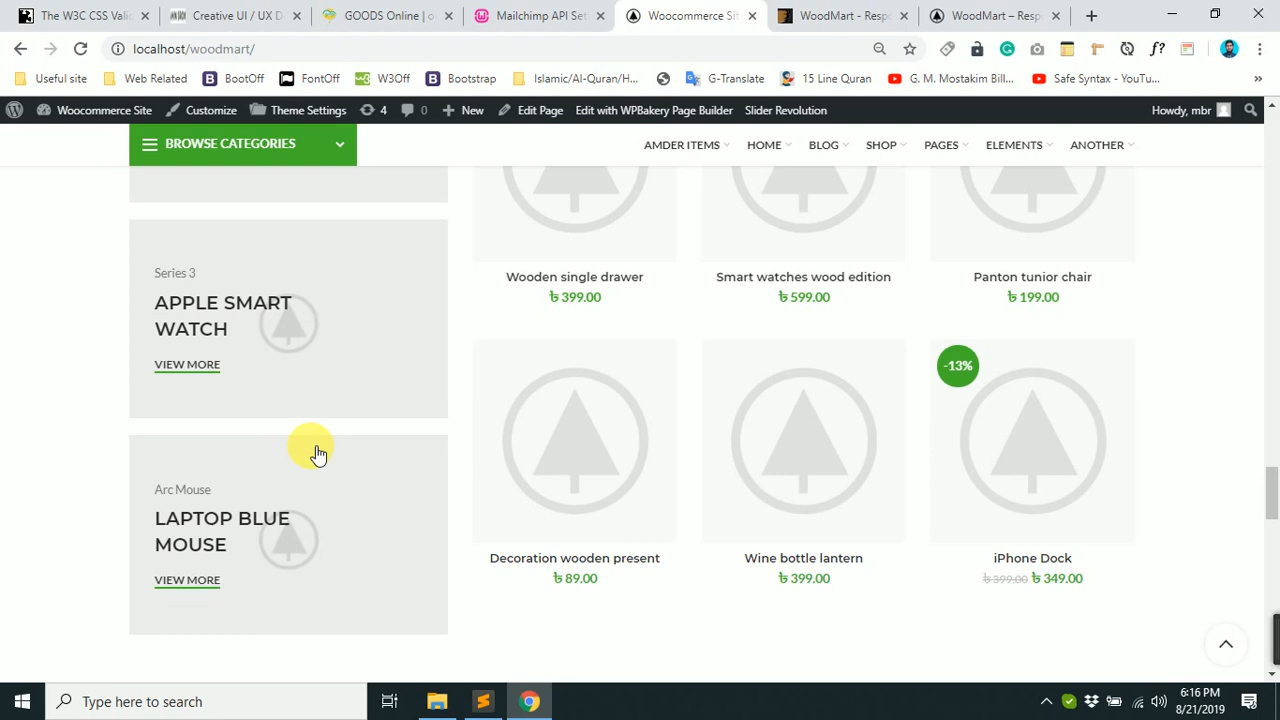 The W3C CSS Vali
Creative UI / UX D
GOODS Online | o
Mailchimp API Set
Woocommerce Si
WoodMart - Respo
WoodMart – Resp
localhost/woodmart/
Useful site
Web Related
BootOff
FontOff
W3Off
Bootstrap
Islamic/Al-Quran/H...
G-Translate
15 Line Quran
G. M. Mostakim Bill...
Safe Syntax - YouTu...
»
Woocommerce Site
Customize
Theme Settings
4
0
New
Edit Page
Edit with WPBakery Page Builder
Slider Revolution
Howdy, mbr
BROWSE CATEGORIES
AMDER ITEMS
HOME
BLOG
SHOP
PAGES
ELEMENTS
ANOTHER
Series 3
APPLE SMART
WATCH
VIEW MORE
Wooden single drawer
৳ 399.00
Smart watches wood edition
৳ 599.00
Panton tunior chair
৳ 199.00
Arc Mouse
LAPTOP BLUE
MOUSE
VIEW MORE
-13%
Decoration wooden present
৳ 89.00
Wine bottle lantern
৳ 399.00
iPhone Dock
৳ 399.00 ৳ 349.00
Type here to search
6:16 PM
8/21/2019